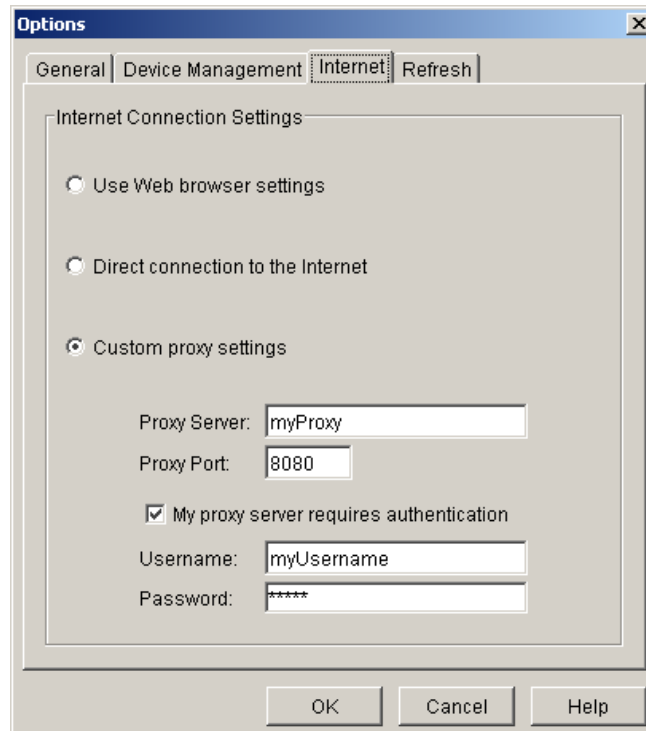 Options
General Device Management Internet Refresh
Internet Connection Settings
Use Web browser settings
Direct connection to the Internet
Custom proxy settings
Proxy Server: myProxy
Proxy Port: 8080
My proxy server requires authentication
Username: myUsername
Password: *****
OK Cancel Help